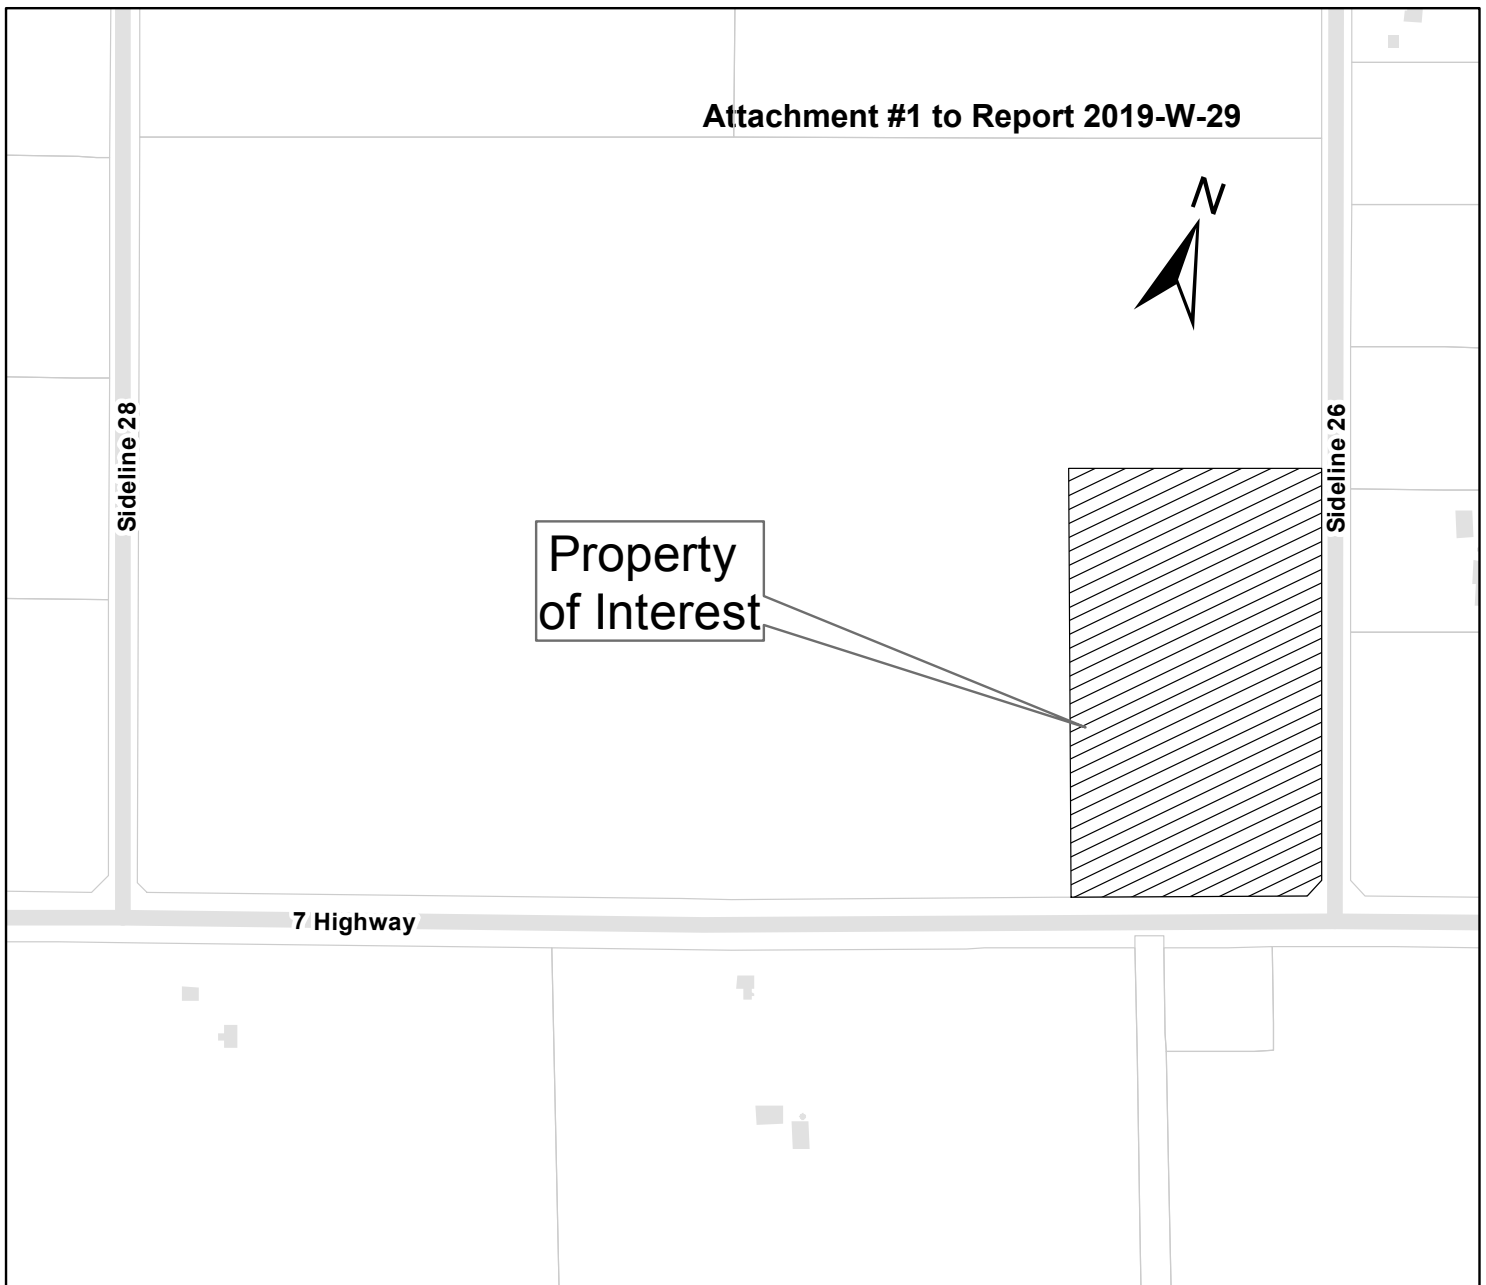 Attachment #1 to Report 2019-W-29
N
Sideline 28
Sideline 26
Property
of Interest
7 Highway